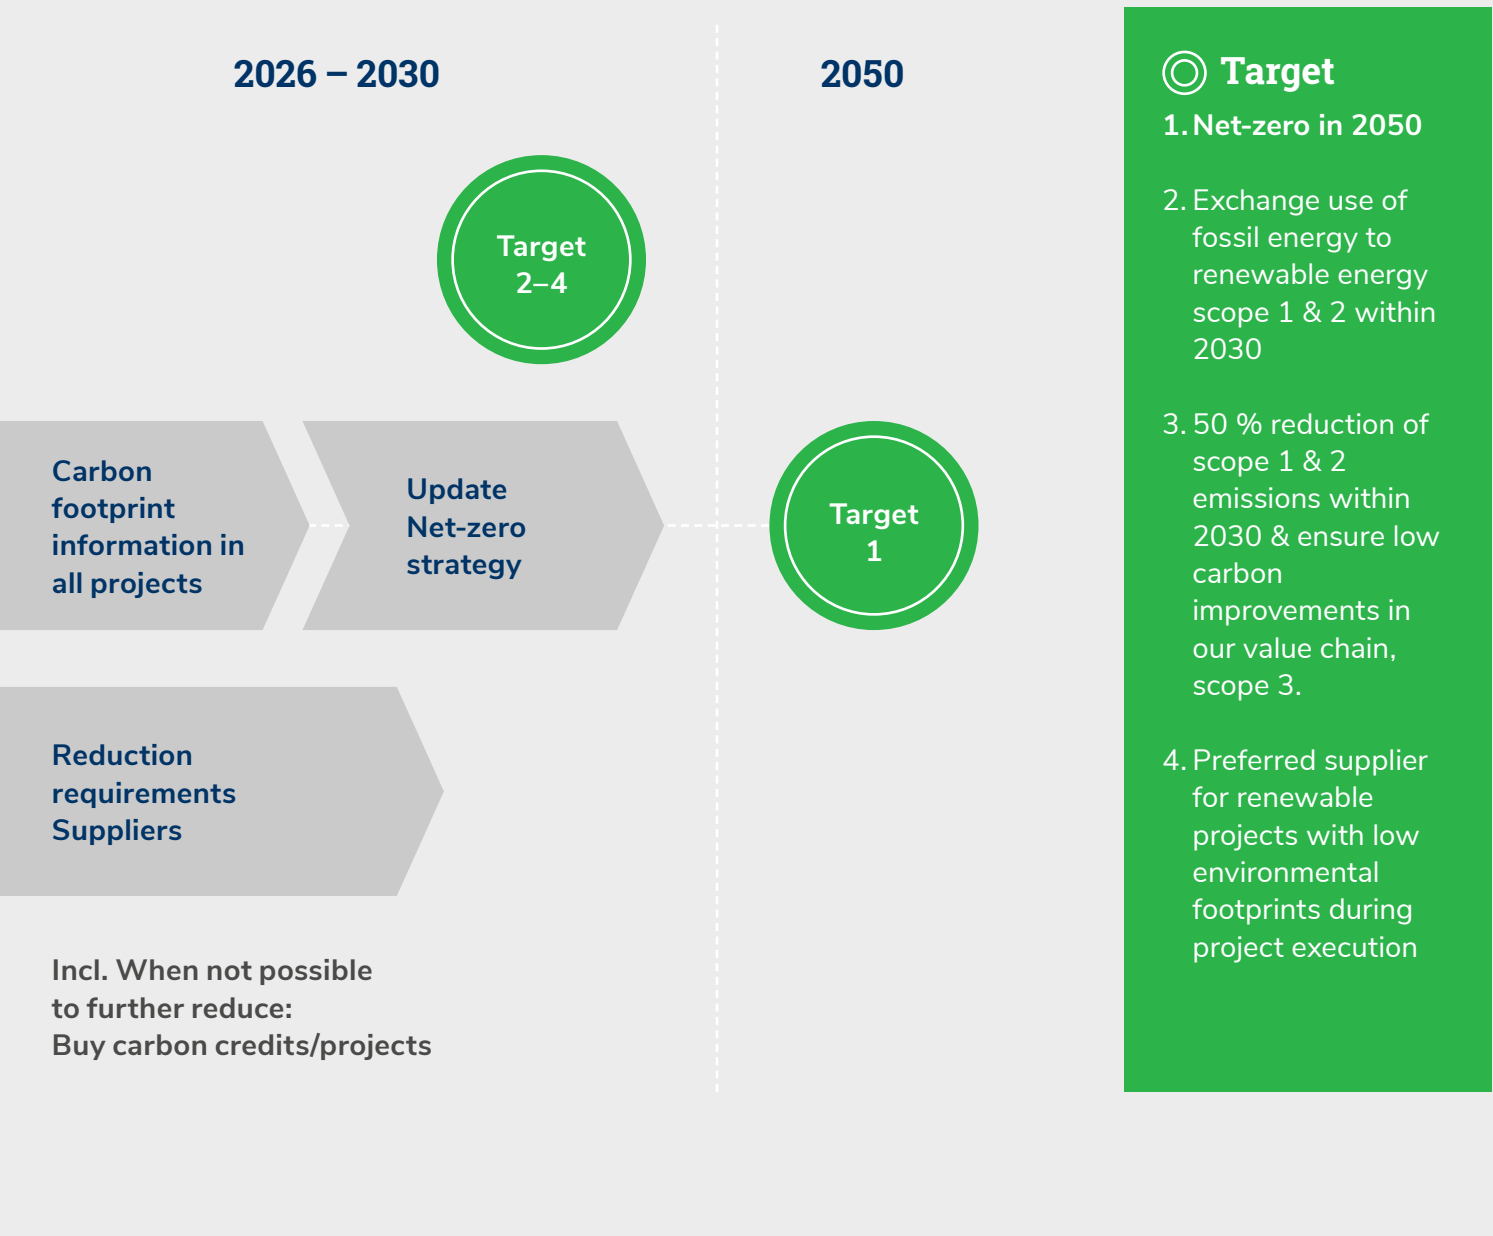 2026 – 2030
2050
Target
2–4
Carbon
footprint
information in
all projects
Update
Net-zero
strategy
Target
1
Reduction
requirements
Suppliers
Incl. When not possible
to further reduce:
Buy carbon credits/projects
Target
1. Net-zero in 2050
2. Exchange use of
fossil energy to
renewable energy
scope 1 & 2 within
2030
3. 50 % reduction of
scope 1 & 2
emissions within
2030 & ensure low
carbon
improvements in
our value chain,
scope 3.
4. Preferred supplier
for renewable
projects with low
environmental
footprints during
project execution